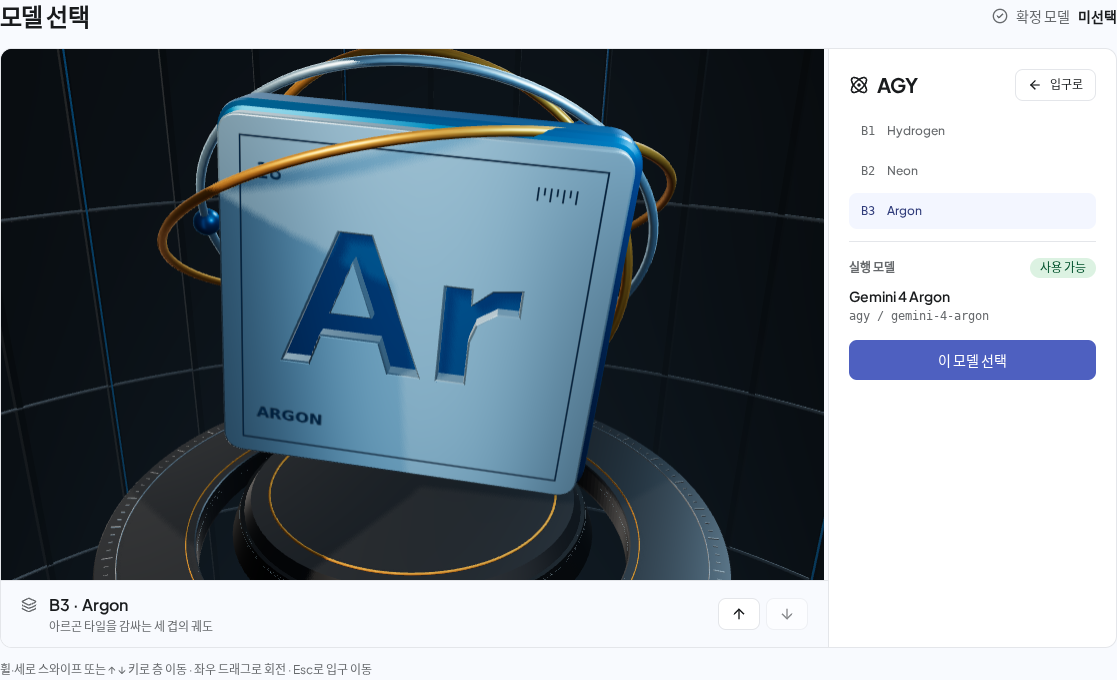 모델 선택
확정 모델 미선택
18
Ar
ARGON
AGY
입구로
B1 Hydrogen
B2 Neon
B3 Argon
실행 모델 사용 가능
Gemini 4 Argon
agy / gemini-4-argon
이 모델 선택
B3 · Argon
아르곤 타일을 감싸는 세 겹의 궤도
휠·세로 스와이프 또는 ↑ ↓ 키로 층 이동 · 좌우 드래그로 회전 · Esc로 입구 이동